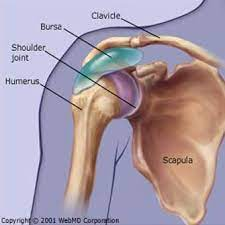 Clavicle
Bursa
Shoulder
joint
Humerus
Scapula
Copyright © 2001 WebMD Corporation